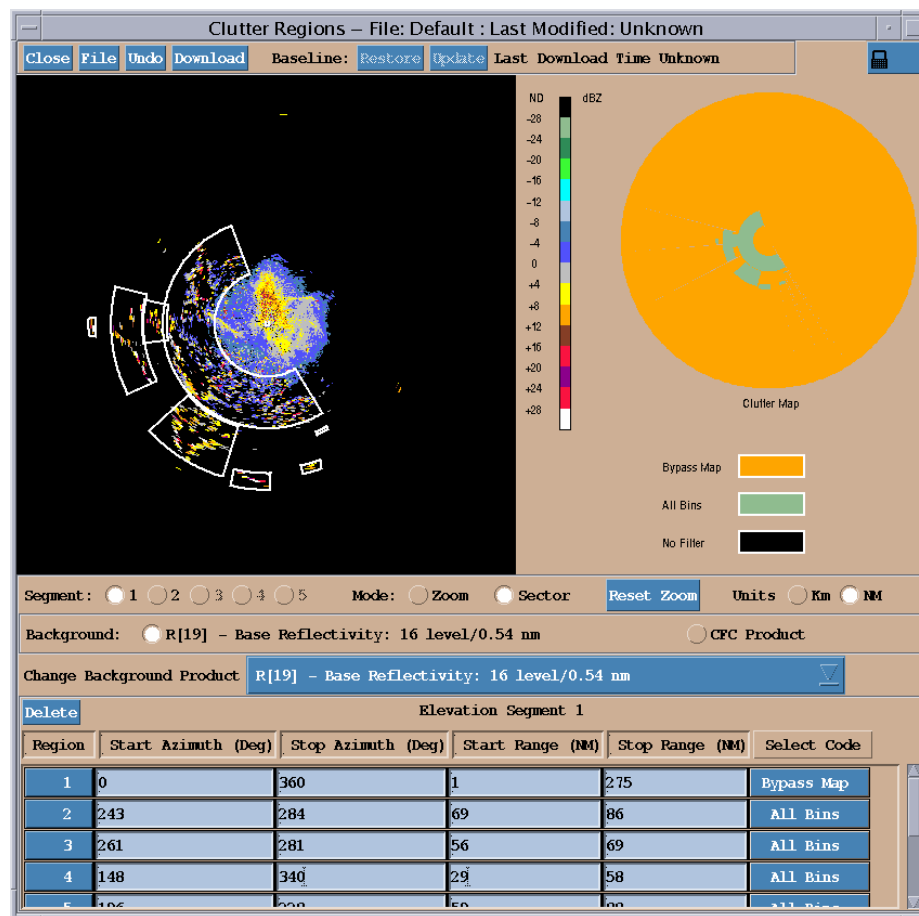 Clutter Regions – File: Default : Last Modified: Unknown
Close File Undo Download Baseline: Restore Update Last Download Time Unknown
ND dBZ
-28
-24
-20
-16
-12
-8
-4
0
+4
+8
+12
+16
+20
+24
+28
Clutter Map
Bypass Map
All Bins
No Filter
Segment: 1 2 3 4 5 Mode: Zoom Sector Reset Zoom Units Km NM
Background: R[19] – Base Reflectivity: 16 level/0.54 nm CFC Product
Change Background Product R[19] – Base Reflectivity: 16 level/0.54 nm
Delete Elevation Segment 1
Region Start Azimuth (Deg) Stop Azimuth (Deg) Start Range (NM) Stop Range (NM) Select Code
1 0 360 1 275 Bypass Map
2 243 284 69 86 All Bins
3 261 281 56 69 All Bins
4 148 340 29 58 All Bins